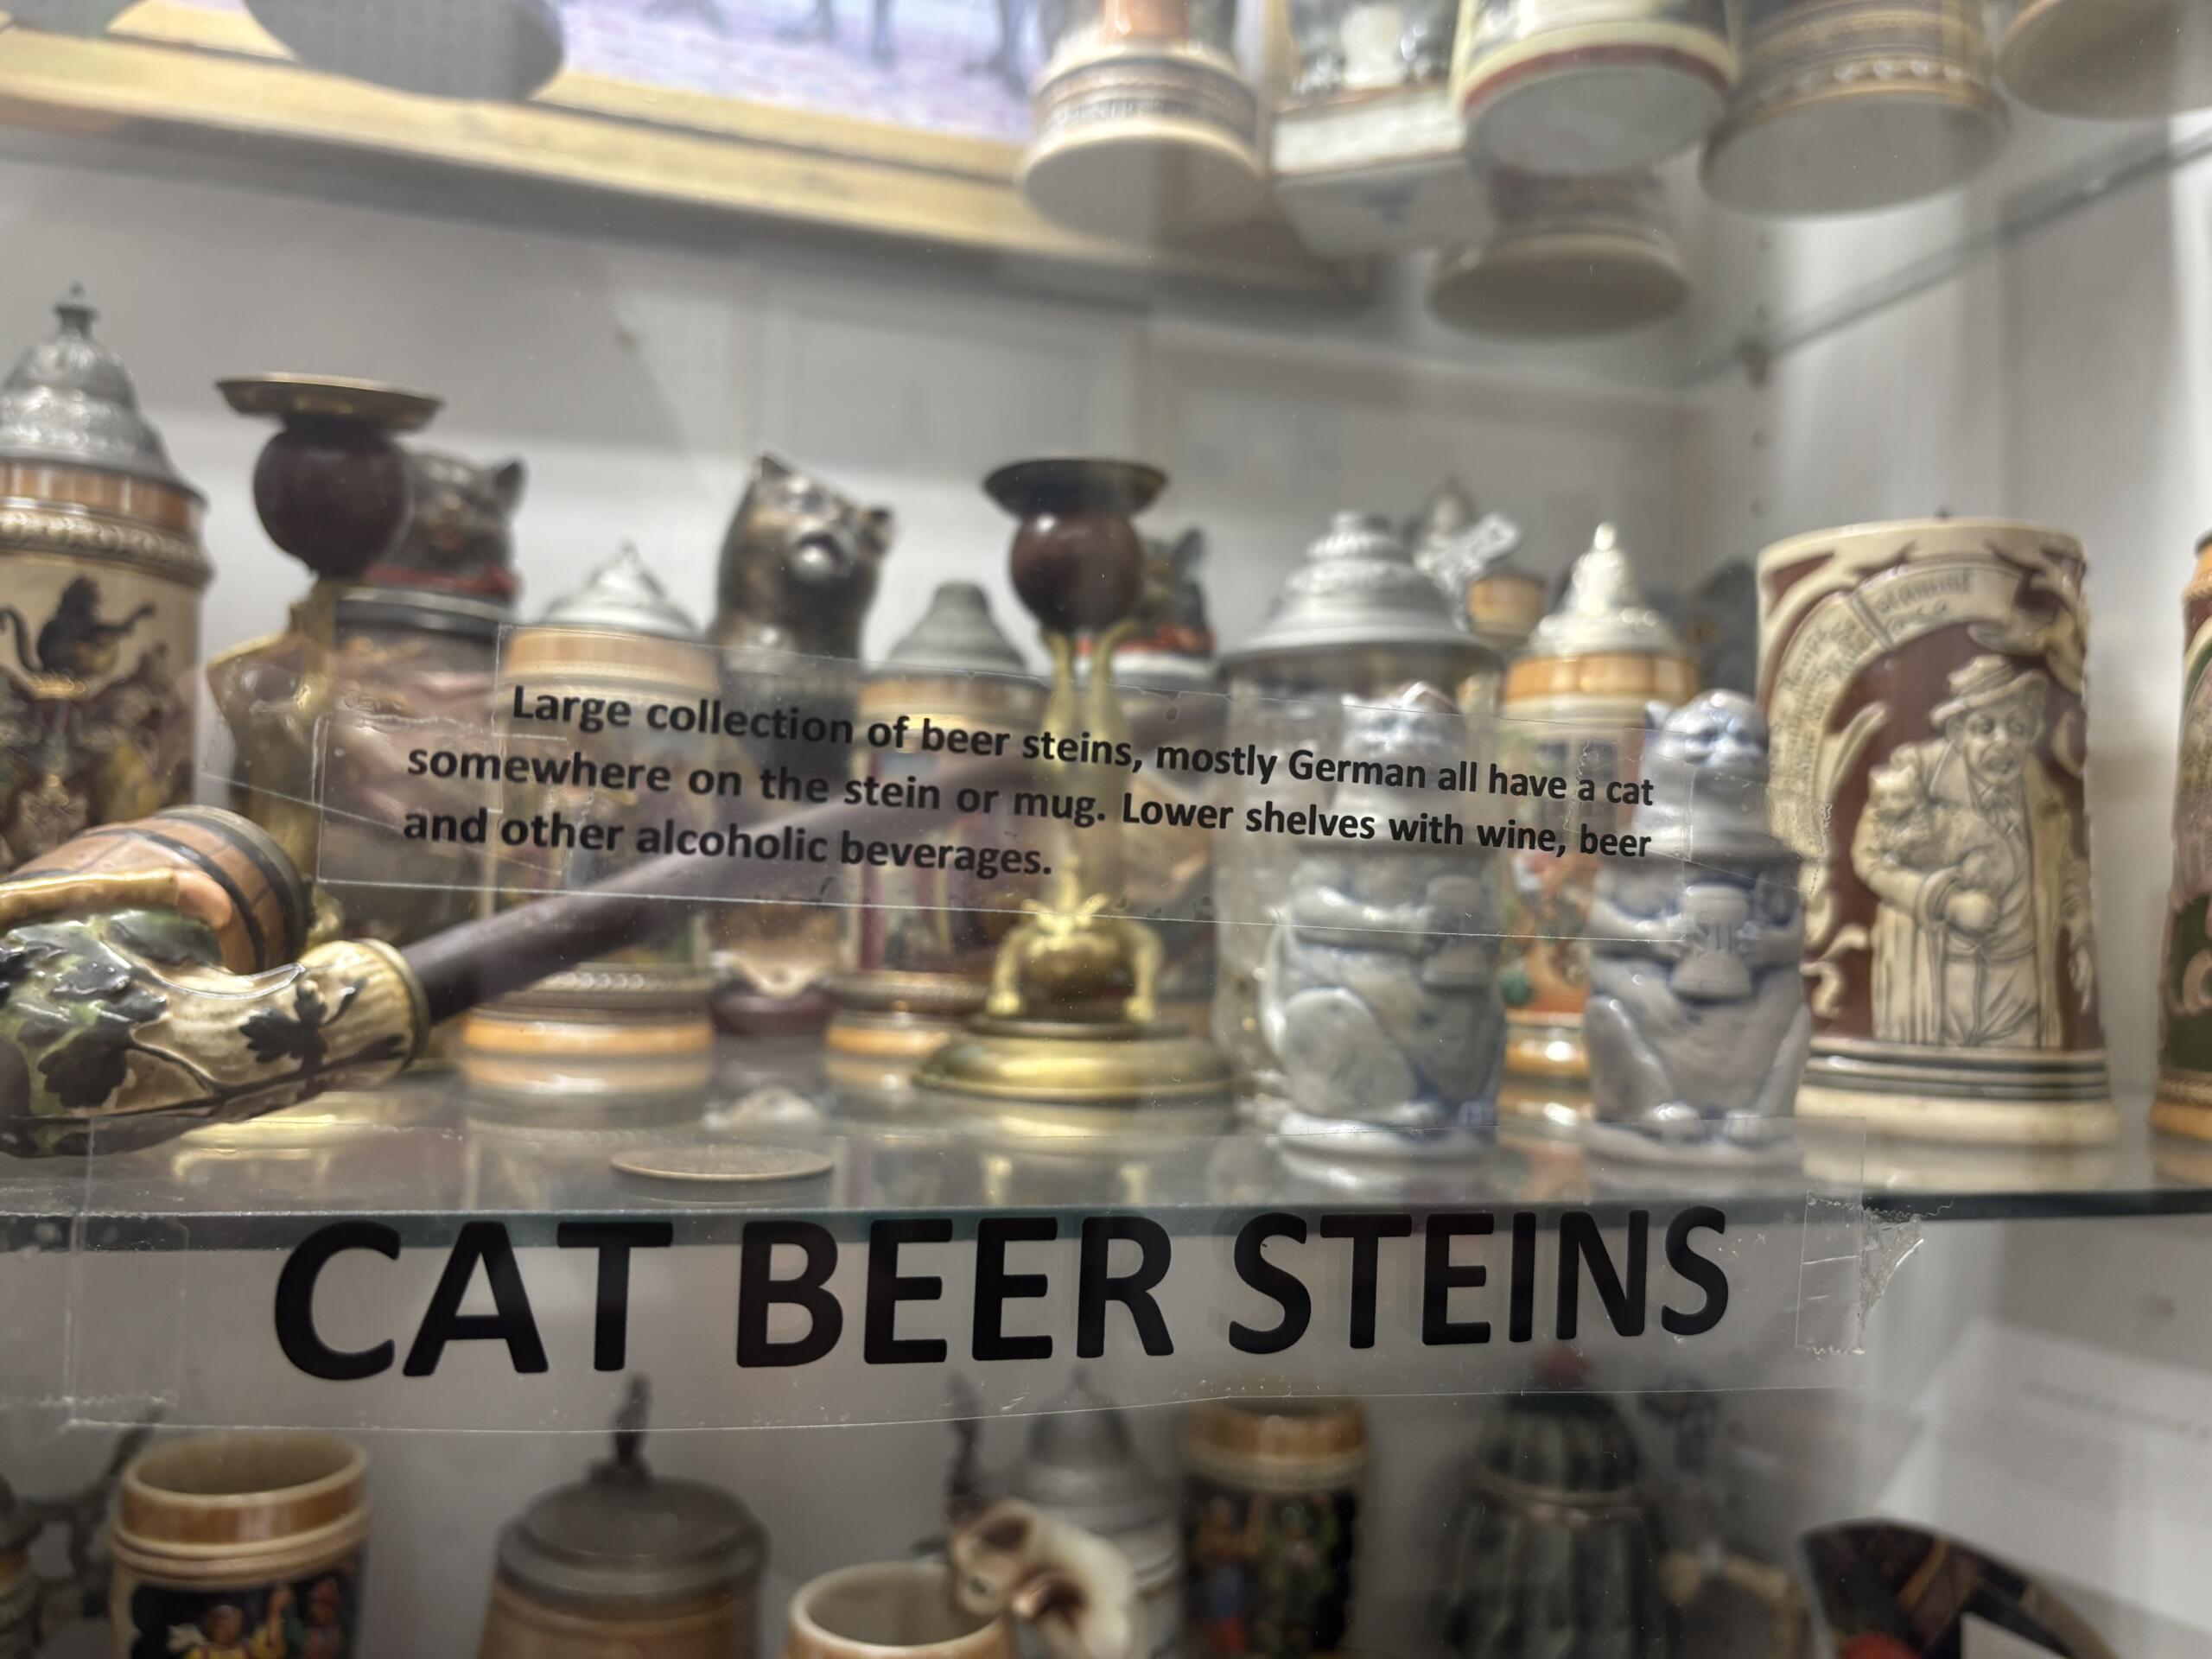 Large collection of beer steins, mostly German all have a cat
somewhere on the stein or mug. Lower shelves with wine, beer
and other alcoholic beverages.
CAT BEER STEINS